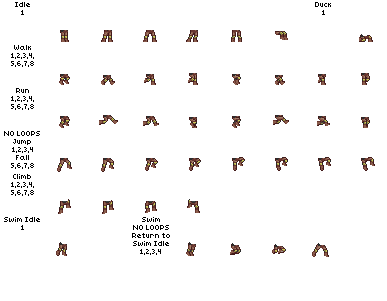 Idle
1
Duck
1
Walk
1,2,3,4,
5,6,7,8
Run
1,2,3,4,
5,6,7,8
NO LOOPS
Jump
1,2,3,4
Fall
5,6,7,8
Climb
1,2,3,4,
5,6,7,8
Swim Idle
1
Swim
NO LOOPS
Return to
Swim Idle
1,2,3,4